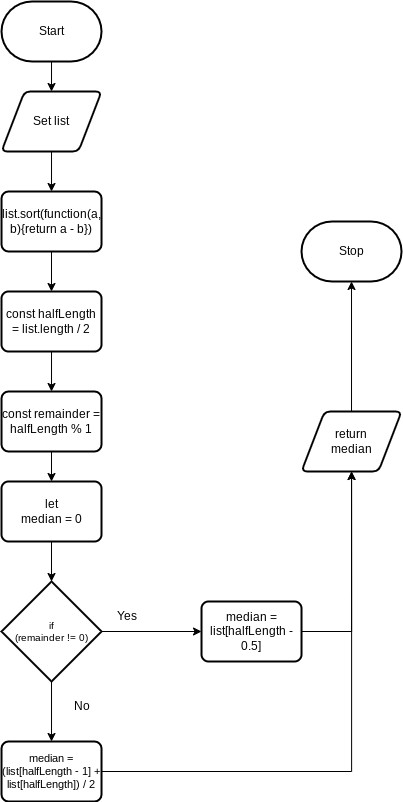 Start
Set list
list.sort(function(a,
b){return a - b})
const halfLength
= list.length / 2
const remainder =
halfLength % 1
let
median = 0
if
(remainder != 0)
Yes
median =
list[halfLength -
0.5]
No
median =
(list[halfLength - 1] +
list[halfLength]) / 2
return
median
Stop